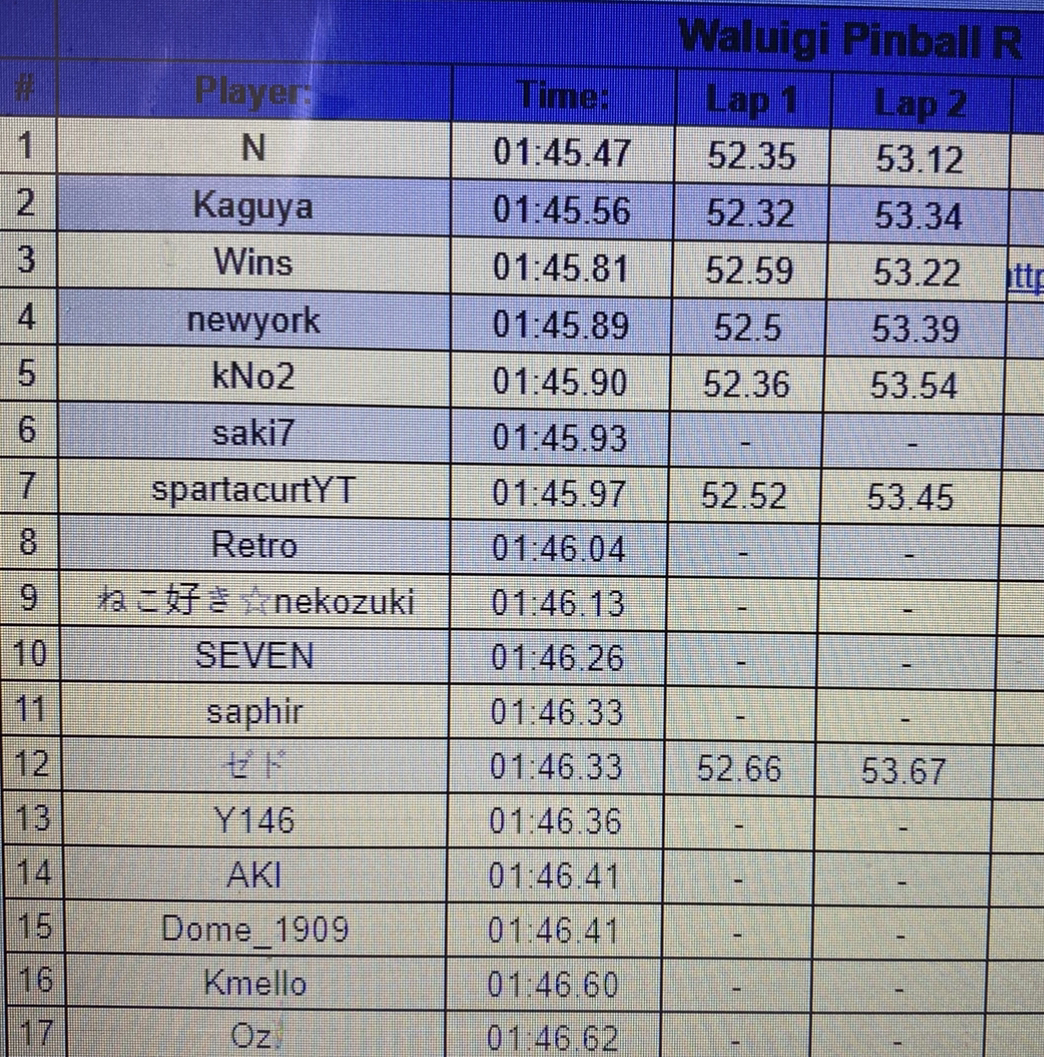 Waluigi Pinball R
# Player: Time: Lap 1 Lap 2
1 N 01:45.47 52.35 53.12
2 Kaguya 01:45.56 52.32 53.34
3 Wins 01:45.81 52.59 53.22 http
4 newyork 01:45.89 52.5 53.39
5 kNo2 01:45.90 52.36 53.54
6 saki7 01:45.93 - -
7 spartacurtYT 01:45.97 52.52 53.45
8 Retro 01:46.04 - -
9 ねこ好き☆nekozuki 01:46.13 - -
10 SEVEN 01:46.26 - -
11 saphir 01:46.33 - -
12 ゼド 01:46.33 52.66 53.67
13 Y146 01:46.36 - -
14 AKI 01:46.41 - -
15 Dome_1909 01:46.41 - -
16 Kmello 01:46.60 - -
17 Oz 01:46.62 - -